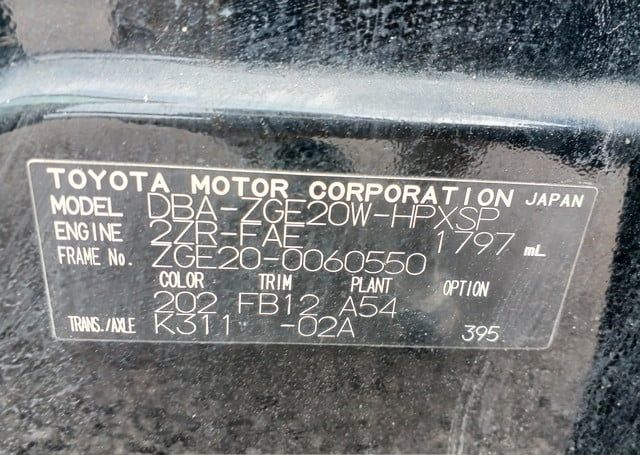 TOYOTA MOTOR CORPORATION JAPAN
MODEL DBA-ZGE20W-HPXSP
ENGINE 2ZR-FAE 1797 mL
FRAME No. ZGE20-0060550
COLOR TRIM PLANT OPTION
202 FB12 A54
TRANS./AXLE K311 -02A 395